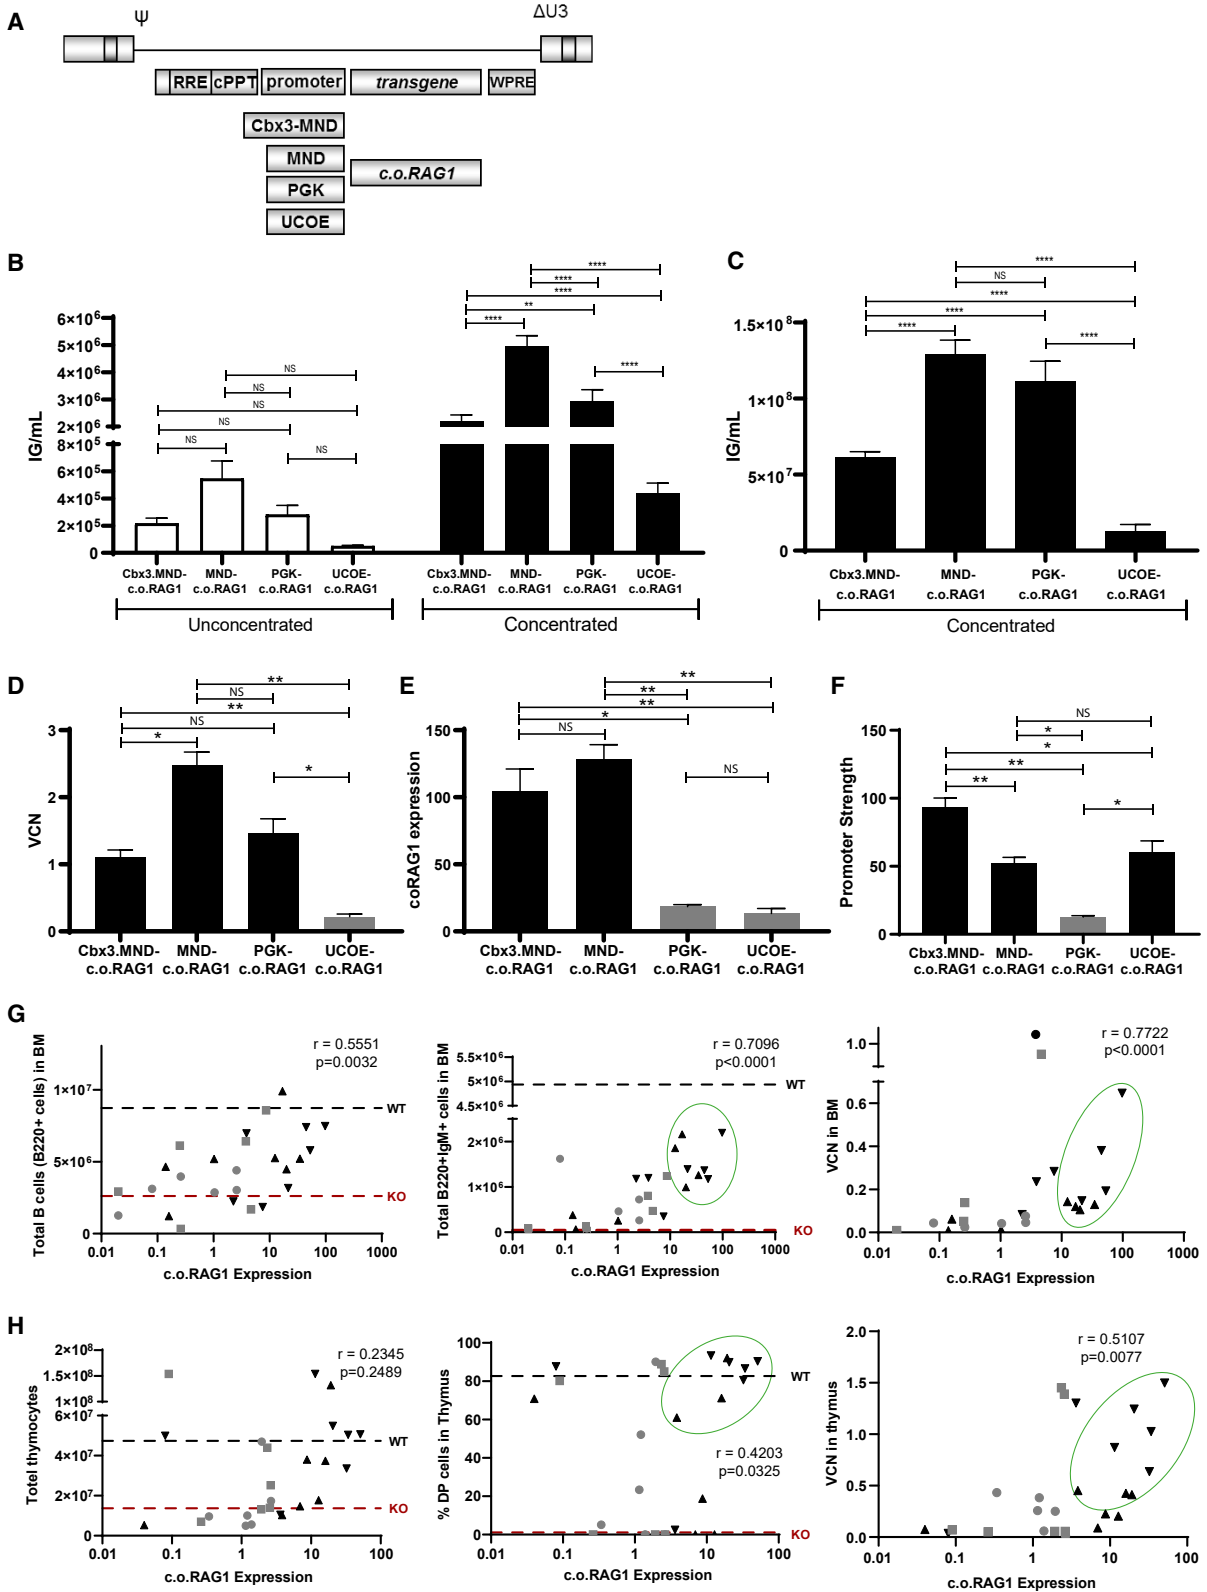 A
Ψ
ΔU3
RRE cPPT promoter transgene WPRE
Cbx3-MND
MND
c.o.RAG1
PGK
UCOE
B
IG/mL
6×10⁶
5×10⁶
4×10⁶
3×10⁶
2×10⁶
8×10⁵
6×10⁵
4×10⁵
2×10⁵
0
NS
NS
NS
NS
NS
NS
****
****
****
**
****
****
Cbx3.MND- MND- PGK- UCOE- Cbx3.MND- MND- PGK- UCOE-
c.o.RAG1 c.o.RAG1 c.o.RAG1 c.o.RAG1 c.o.RAG1 c.o.RAG1 c.o.RAG1 c.o.RAG1
Unconcentrated Concentrated
C
IG/mL
1.5×10⁸
1×10⁸
5×10⁷
0
****
NS
****
****
****
****
Cbx3.MND- MND- PGK- UCOE-
c.o.RAG1 c.o.RAG1 c.o.RAG1 c.o.RAG1
Concentrated
D
VCN
3
2
1
0
**
NS
**
NS
*
*
Cbx3.MND- MND- PGK- UCOE-
c.o.RAG1 c.o.RAG1 c.o.RAG1 c.o.RAG1
E
coRAG1 expression
150
100
50
0
**
**
**
*
NS
NS
Cbx3.MND- MND- PGK- UCOE-
c.o.RAG1 c.o.RAG1 c.o.RAG1 c.o.RAG1
F
Promoter Strength
150
100
50
0
NS
*
*
**
**
*
Cbx3.MND- MND- PGK- UCOE-
c.o.RAG1 c.o.RAG1 c.o.RAG1 c.o.RAG1
G
Total B cells (B220+ cells) in BM
r = 0.5551
p=0.0032
1×10⁷
5×10⁶
0
WT
KO
0.01 0.1 1 10 100 1000
c.o.RAG1 Expression
Total B220+IgM+ cells in BM
r = 0.7096
p<0.0001
5.5×10⁶
5×10⁶
4.5×10⁶
2×10⁶
1×10⁶
0
WT
KO
0.01 0.1 1 10 100 1000
c.o.RAG1 Expression
VCN in BM
r = 0.7722
p<0.0001
1.0
0.6
0.4
0.2
0.0
0.01 0.1 1 10 100 1000
c.o.RAG1 Expression
H
Totel thymocytes
r = 0.2345
p=0.2489
2×10⁸
1.5×10⁸
1×10⁸
6×10⁷
4×10⁷
2×10⁷
0
WT
KO
0.01 0.1 1 10 100
c.o.RAG1 Expression
% DP cells in Thymus
100
80
60
40
20
0
WT
r = 0.4203
p=0.0325
KO
0.01 0.1 1 10 100
c.o.RAG1 Expression
VCN in thymus
r = 0.5107
p=0.0077
2.0
1.5
1.0
0.5
0.0
0.01 0.1 1 10 100
c.o.RAG1 Expression